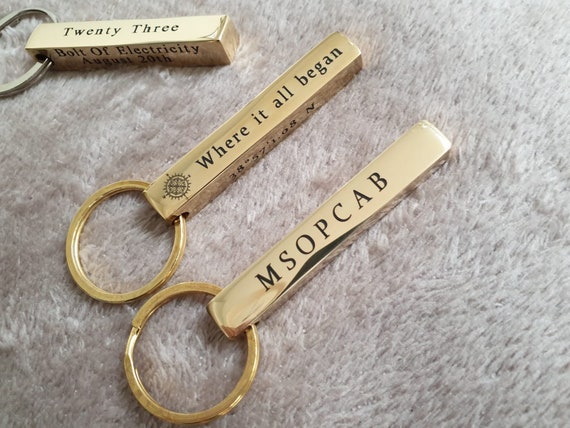 Twenty Three
Bolt Of Electricity
August 20th
Where it all began
N
MSOPCAB